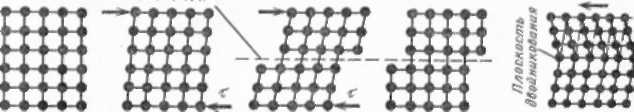 τ
τ
Плоскость
двойникования